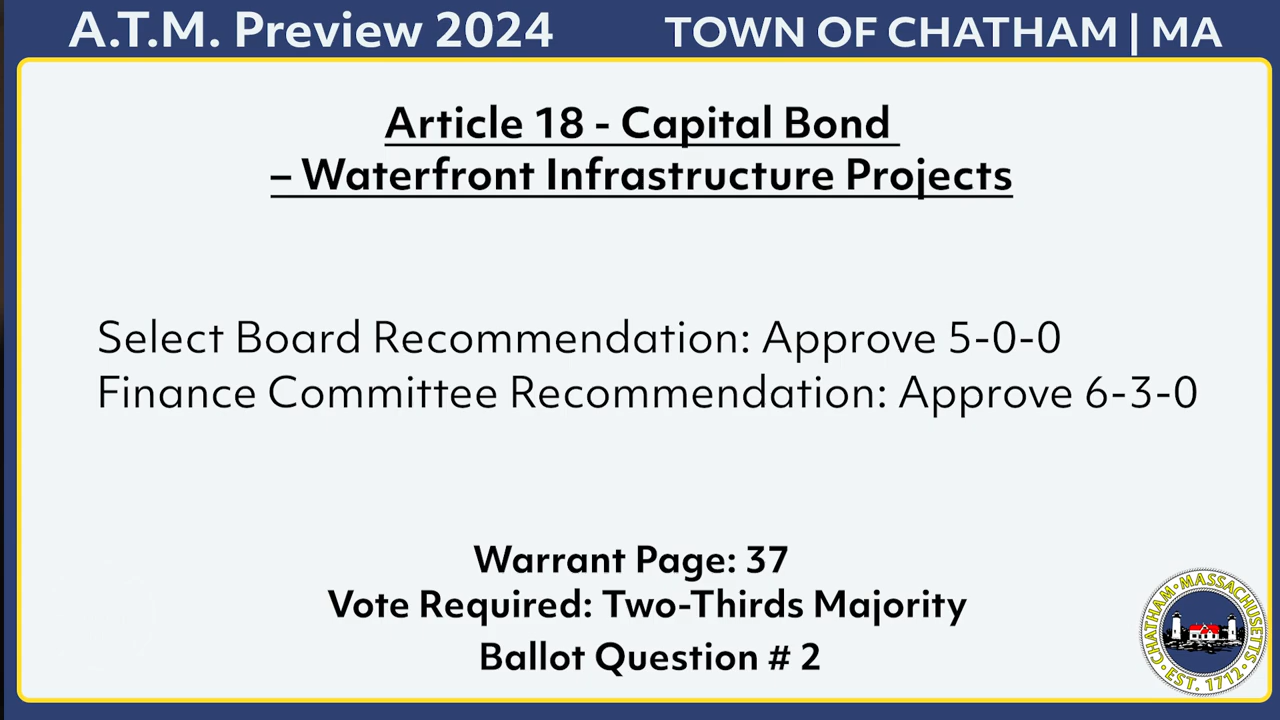 A.T.M. Preview 2024
TOWN OF CHATHAM | MA
Article 18 - Capital Bond
– Waterfront Infrastructure Projects
Select Board Recommendation: Approve 5-0-0
Finance Committee Recommendation: Approve 6-3-0
Warrant Page: 37
Vote Required: Two-Thirds Majority
Ballot Question # 2
CHATHAM · MASSACHUSETTS ·
EST. 1712